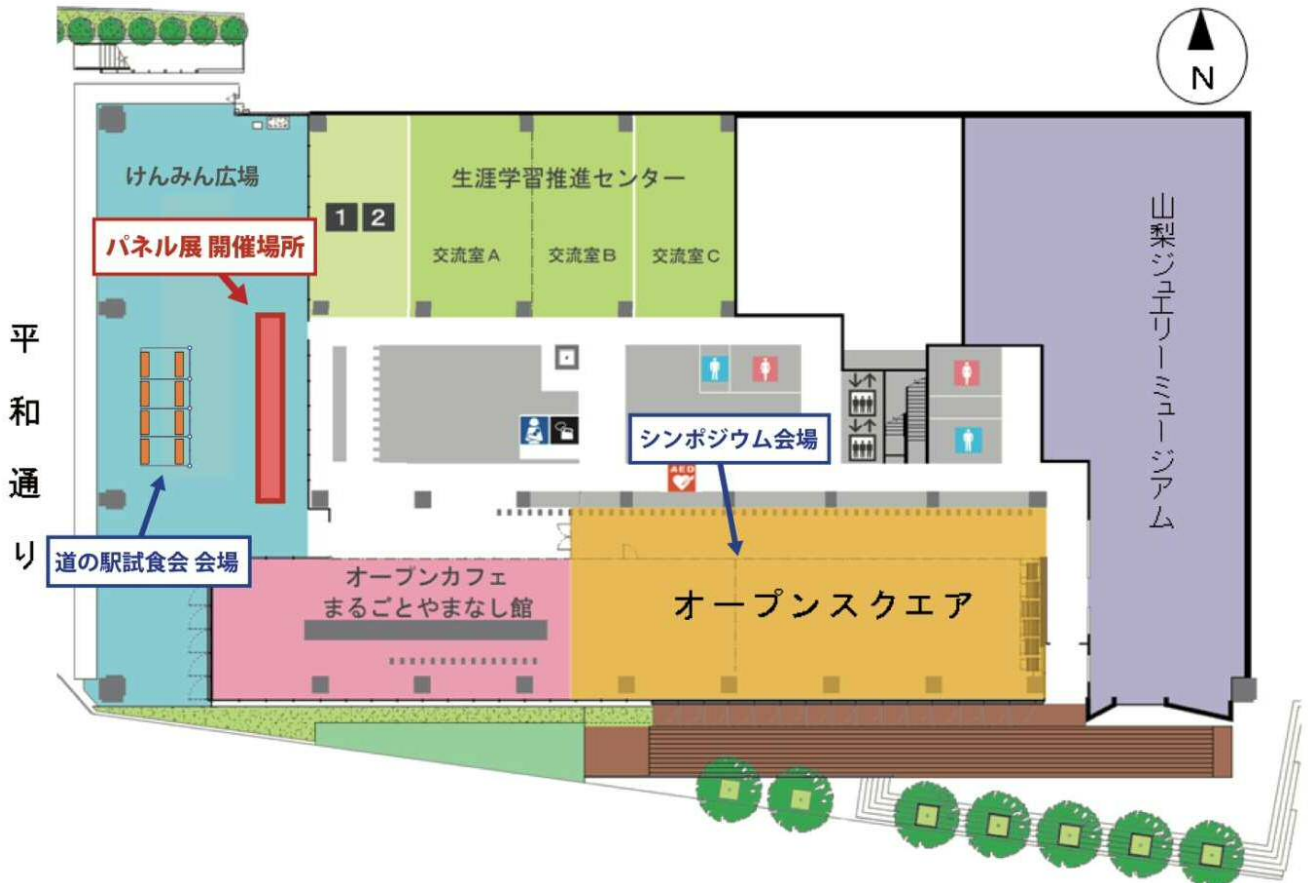 N
けんみん広場
生涯学習推進センター
1 2
パネル展 開催場所
交流室A
交流室B
交流室C
山梨ジュエリーミュージアム
平和通り
シンポジウム会場
AED
道の駅試食会 会場
オープンカフェ
まるごとやまなし館
オープンスクエア